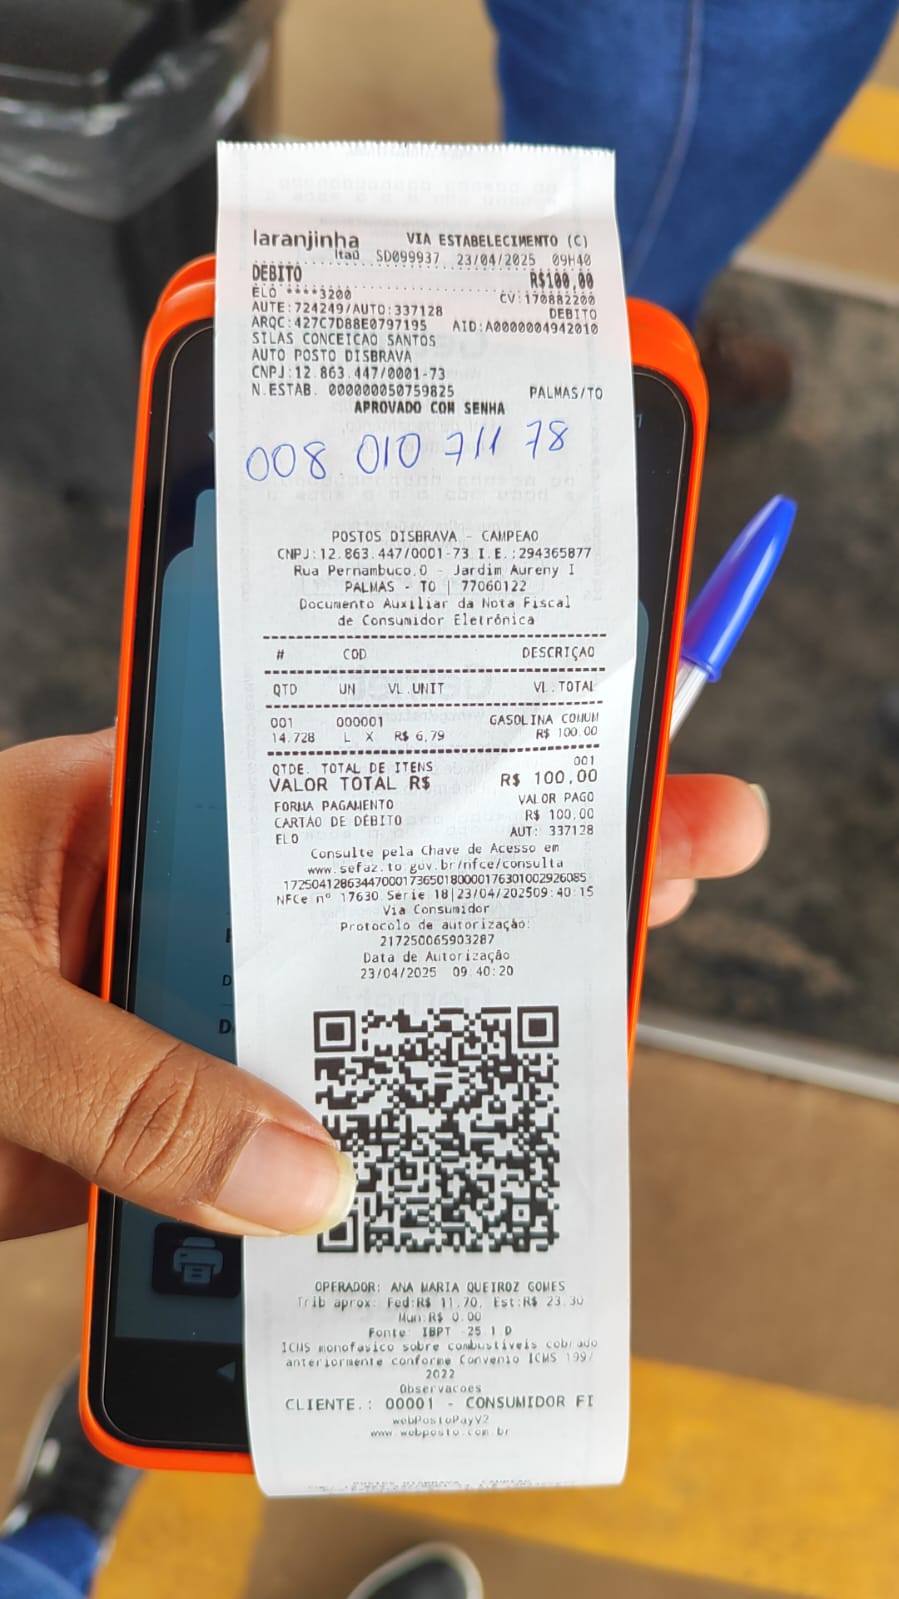 laranjinha VIA ESTABELECIMENTO (C)
Itaú SD099937 23/04/2025 09H40
DEBITO R$100,00
ELO ****3200 CV:170882200
AUTE:724249/AUTO:337128 DEBITO
ARQC:427C7D88E0797195 AID:A0000004942010
SILAS CONCEICAO SANTOS
AUTO POSTO DISBRAVA
CNPJ:12.863.447/0001-73
N.ESTAB. 000000050759825 PALMAS/TO
APROVADO COM SENHA
008 010 711 78
POSTOS DISBRAVA - CAMPEAO
CNPJ:12.863.447/0001-73 I.E.:294365877
Rua Pernambuco,0 - Jardim Aureny I
PALMAS - TO | 77060122
Documento Auxiliar da Nota Fiscal
de Consumidor Eletrônica
# COD DESCRIÇAO
QTD UN VL.UNIT VL.TOTAL
001 000001 GASOLINA COMUM
14.728 L X R$ 6,79 R$ 100,00
QTDE. TOTAL DE ITENS 001
VALOR TOTAL R$ R$ 100,00
FORMA PAGAMENTO VALOR PAGO
CARTÃO DE DÉBITO R$ 100,00
ELO AUT: 337128
Consulte pela Chave de Acesso em
www.sefaz.to.gov.br/nfce/consulta
17250412863447000173650180000176301002926085
NFCe nº 17630 Série 18|23/04/202509:40:15
Via Consumidor
Protocolo de autorização:
217250065903287
Data de Autorização
23/04/2025 09:40:20
OPERADOR: ANA MARIA QUEIROZ GOMES
Trib aprox: Fed:R$ 11,70, Est:R$ 23,30
Mun:R$ 0,00
Fonte: IBPT -25.1.D
ICMS monofasico sobre combustiveis cobrado
anteriormente conforme Convenio ICMS 199/
2022
Observacoes
CLIENTE.: 00001 - CONSUMIDOR FI
webPostoPayV2
www.webposto.com.br